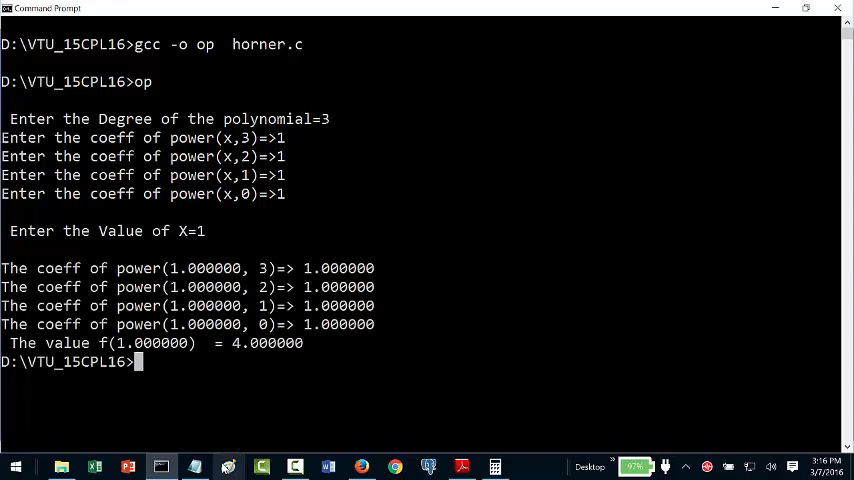 Command Prompt
D:\VTU_15CPL16>gcc -o op  horner.c
D:\VTU_15CPL16>op
Enter the Degree of the polynomial=3
Enter the coeff of power(x,3)=>1
Enter the coeff of power(x,2)=>1
Enter the coeff of power(x,1)=>1
Enter the coeff of power(x,0)=>1
Enter the Value of X=1
The coeff of power(1.000000, 3)=> 1.000000
The coeff of power(1.000000, 2)=> 1.000000
The coeff of power(1.000000, 1)=> 1.000000
The coeff of power(1.000000, 0)=> 1.000000
The value f(1.000000)  = 4.000000
D:\VTU_15CPL16>
Desktop
97%
3:16 PM
3/7/2016